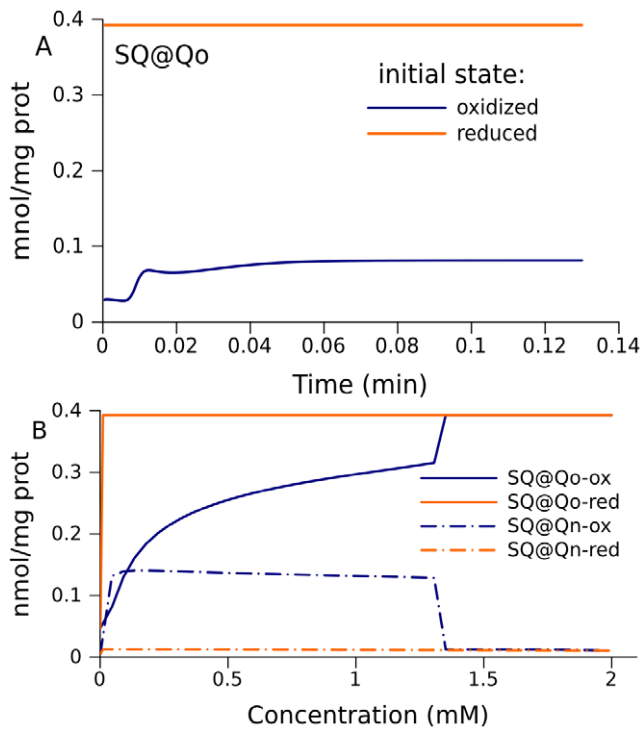 A
SQ@Qo
initial state:
oxidized
reduced
mnol/mg prot
0.4
0.3
0.2
0.1
0
0 0.02 0.04 0.06 0.08 0.10 0.12 0.14
Time (min)
B
SQ@Qo-ox
SQ@Qo-red
SQ@Qn-ox
SQ@Qn-red
nmol/mg prot
0.4
0.3
0.2
0.1
0
0 0.5 1 1.5 2
Concentration (mM)